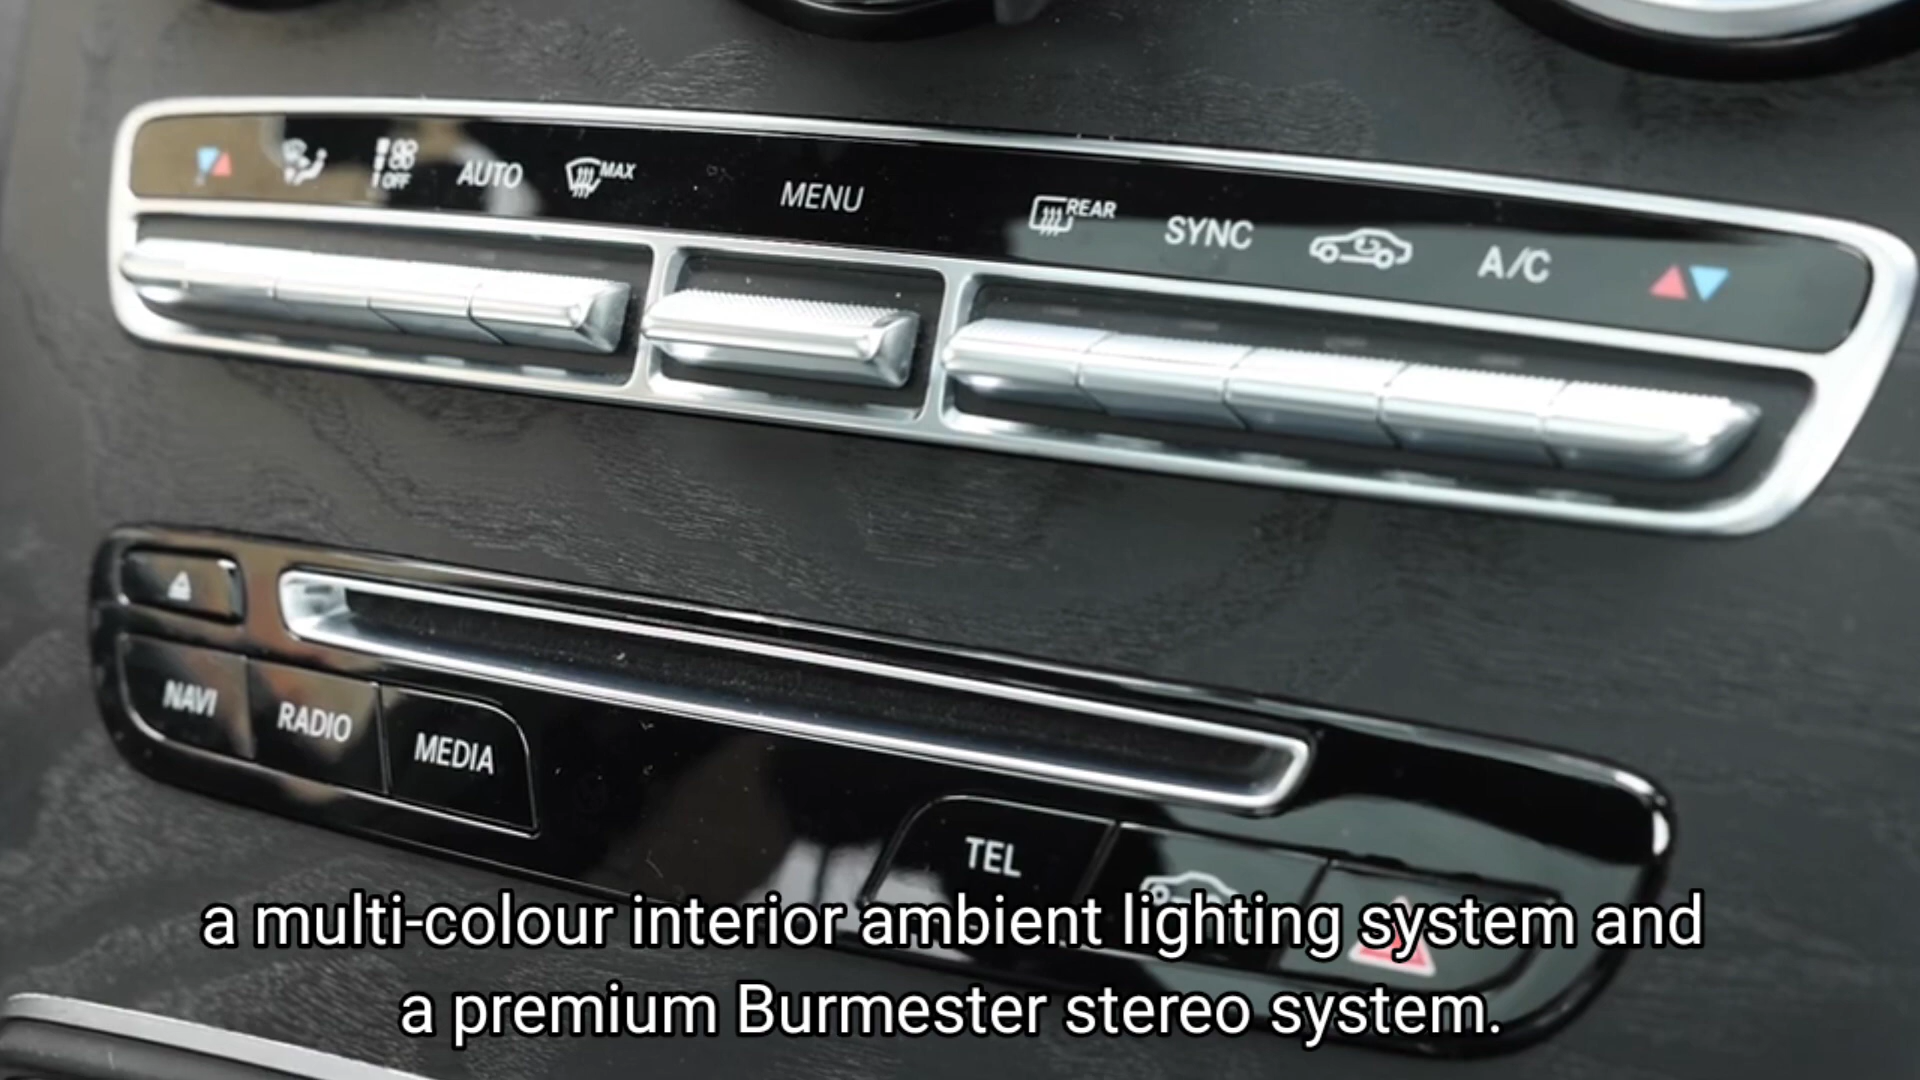 OFF
AUTO
MAX
MENU
REAR
SYNC
A/C
NAVI
RADIO
MEDIA
TEL
a multi-colour interior ambient lighting system and
a premium Burmester stereo system.